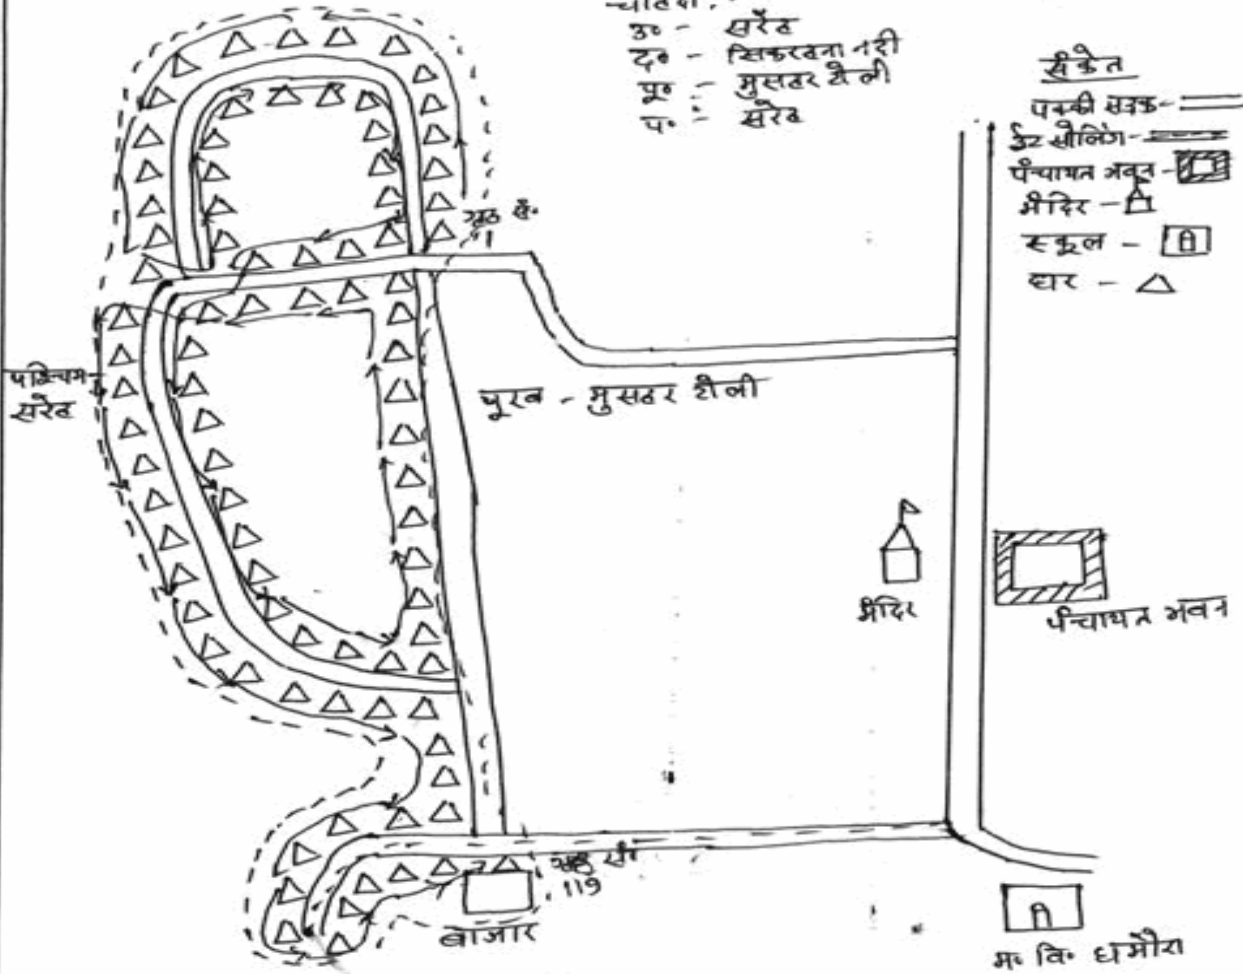 उ० - सरेह
द० - सिकरहना नदी
पू० - मुसहर टोली
प० - सरेह
संकेत
पक्की सड़क -
ईंट सोलिंग -
पंचायत भवन -
मंदिर -
स्कूल -
घर -
गृह सं०
1
पश्चिम -
सरेह
पूरब - मुसहर टोली
मंदिर
पंचायत भवन
गृह सं०
119
बाजार
म० वि० धमौरा